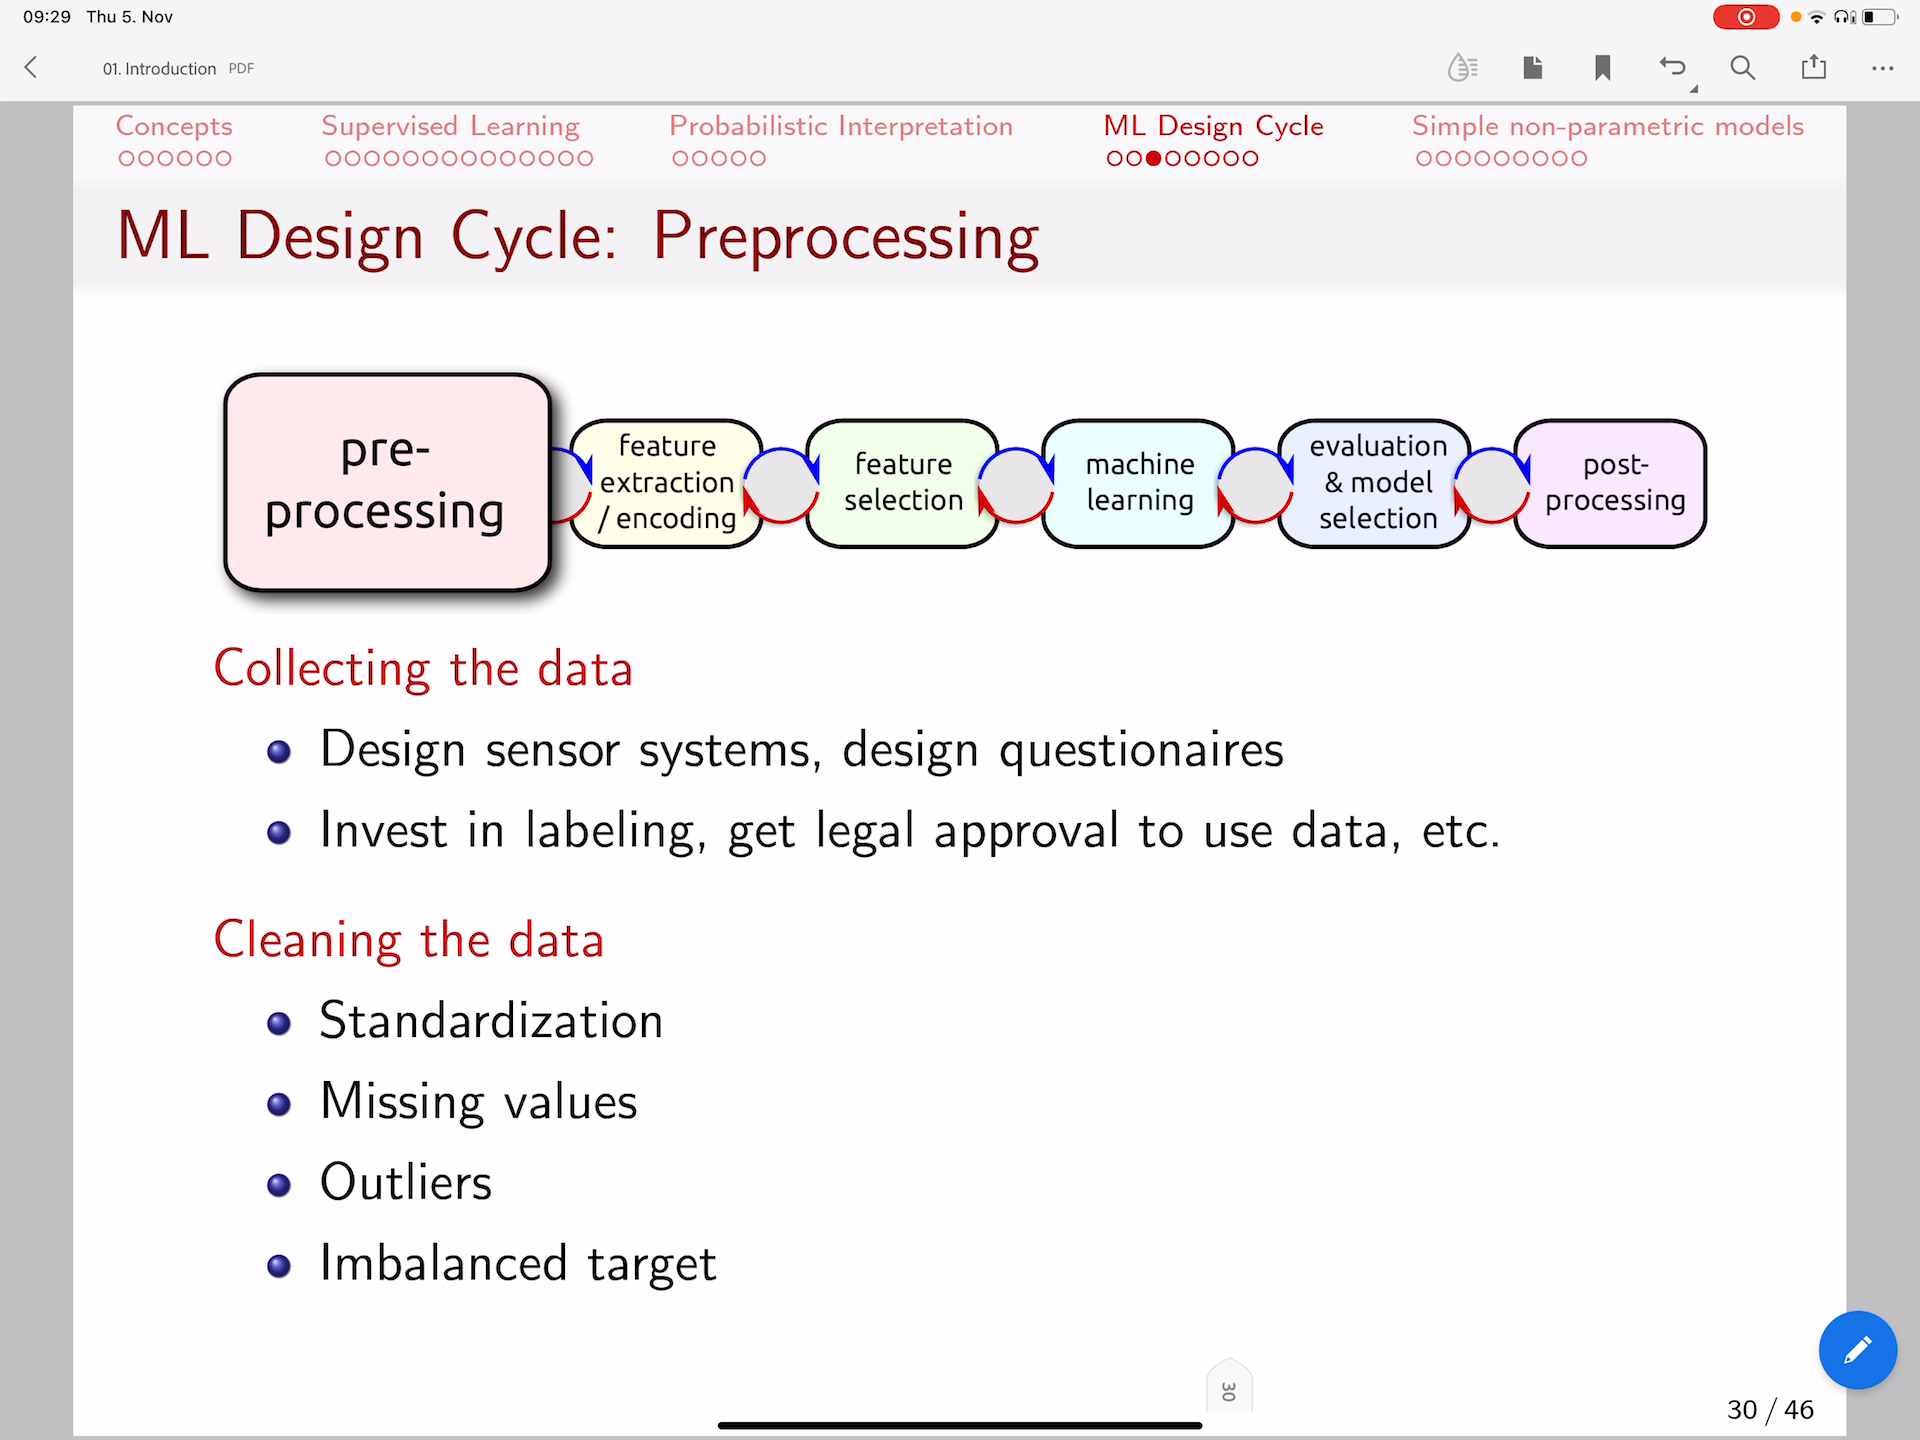 09:29 Thu 5. Nov
01. Introduction PDF
Concepts Supervised Learning Probabilistic Interpretation ML Design Cycle Simple non-parametric models
ML Design Cycle: Preprocessing
pre-
processing
feature
extraction
/ encoding
feature
selection
machine
learning
evaluation
& model
selection
post-
processing
Collecting the data
Design sensor systems, design questionaires
Invest in labeling, get legal approval to use data, etc.
Cleaning the data
Standardization
Missing values
Outliers
Imbalanced target
30
30 / 46